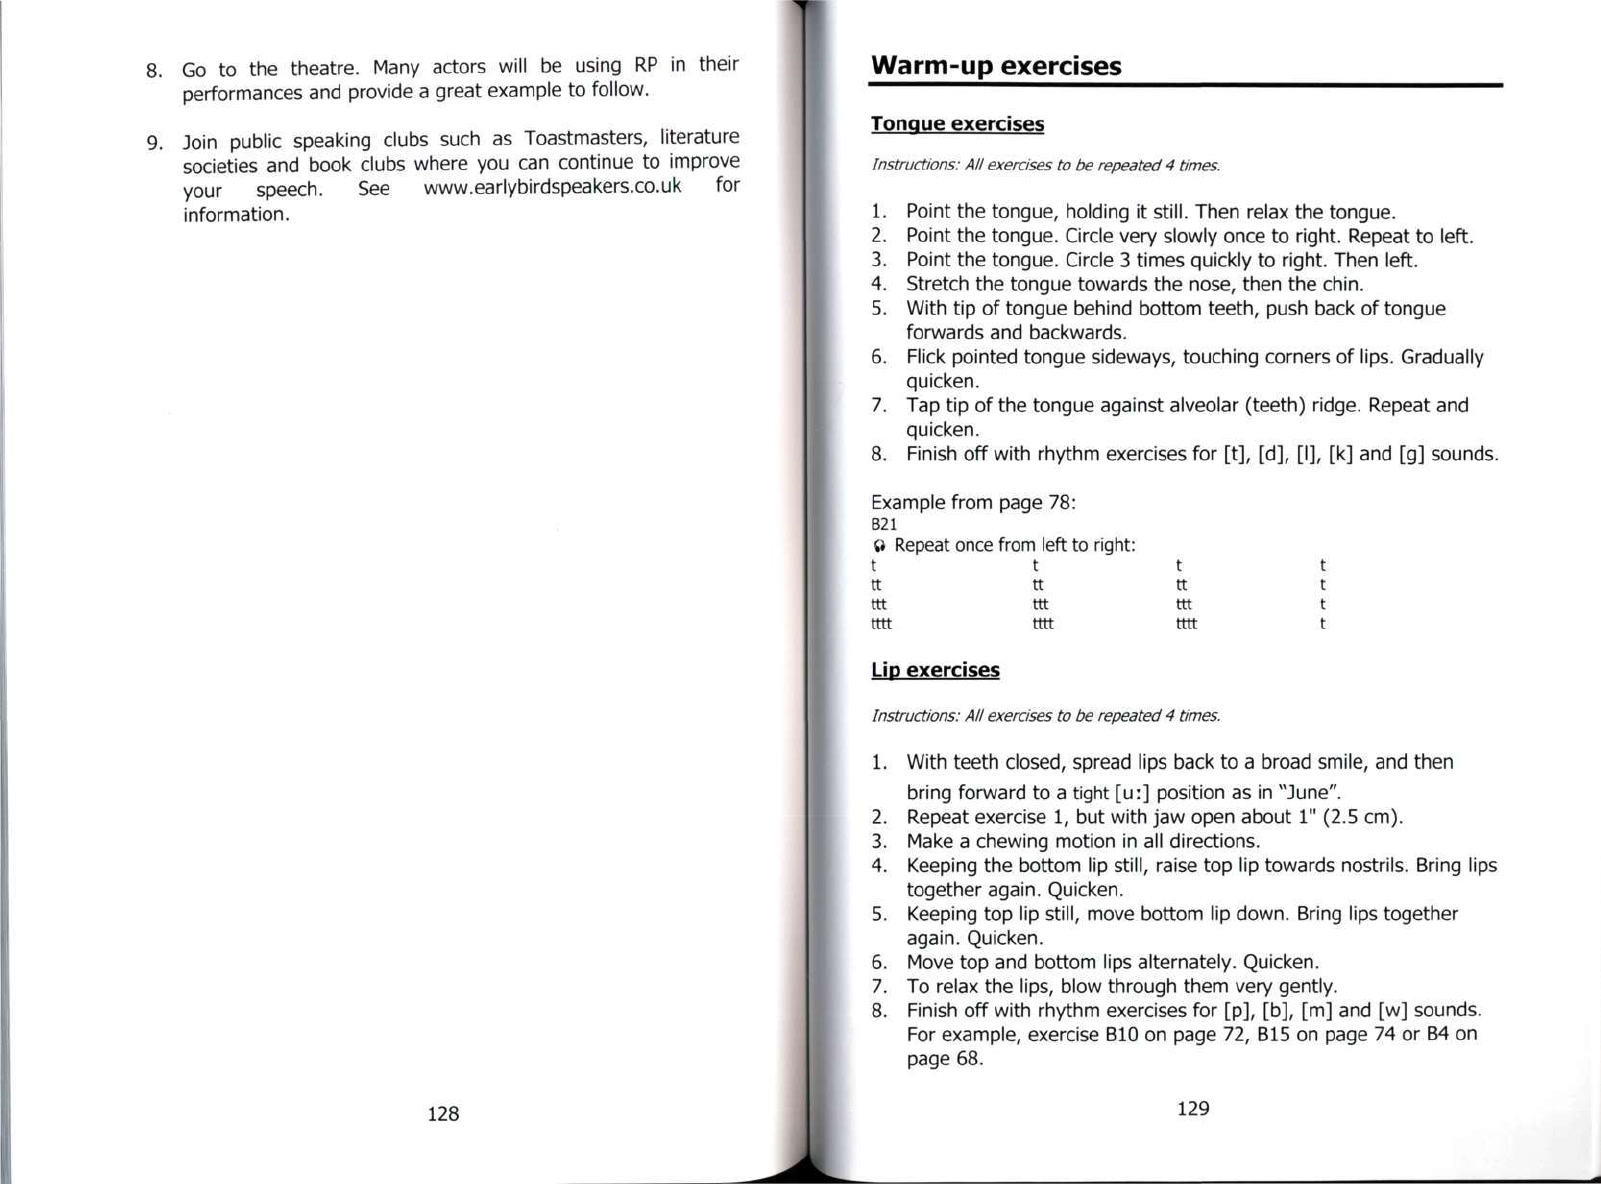 8. Go to the theatre. Many actors will be using RP in their
performances and provide a great example to follow.
9. Join public speaking clubs such as Toastmasters, literature
societies and book clubs where you can continue to improve
your speech. See www.earlybirdspeakers.co.uk for
information.
128
Warm-up exercises
Tongue exercises
Instructions: All exercises to be repeated 4 times.
1. Point the tongue, holding it still. Then relax the tongue.
2. Point the tongue. Circle very slowly once to right. Repeat to left.
3. Point the tongue. Circle 3 times quickly to right. Then left.
4. Stretch the tongue towards the nose, then the chin.
5. With tip of tongue behind bottom teeth, push back of tongue
forwards and backwards.
6. Flick pointed tongue sideways, touching corners of lips. Gradually
quicken.
7. Tap tip of the tongue against alveolar (teeth) ridge. Repeat and
quicken.
8. Finish off with rhythm exercises for [t], [d], [l], [k] and [g] sounds.
Example from page 78:
B21
Repeat once from left to right:
t t t t
tt tt tt t
ttt ttt ttt t
tttt tttt tttt t
Lip exercises
Instructions: All exercises to be repeated 4 times.
1. With teeth closed, spread lips back to a broad smile, and then
bring forward to a tight [u:] position as in "June".
2. Repeat exercise 1, but with jaw open about 1" (2.5 cm).
3. Make a chewing motion in all directions.
4. Keeping the bottom lip still, raise top lip towards nostrils. Bring lips
together again. Quicken.
5. Keeping top lip still, move bottom lip down. Bring lips together
again. Quicken.
6. Move top and bottom lips alternately. Quicken.
7. To relax the lips, blow through them very gently.
8. Finish off with rhythm exercises for [p], [b], [m] and [w] sounds.
For example, exercise B10 on page 72, B15 on page 74 or B4 on
page 68.
129